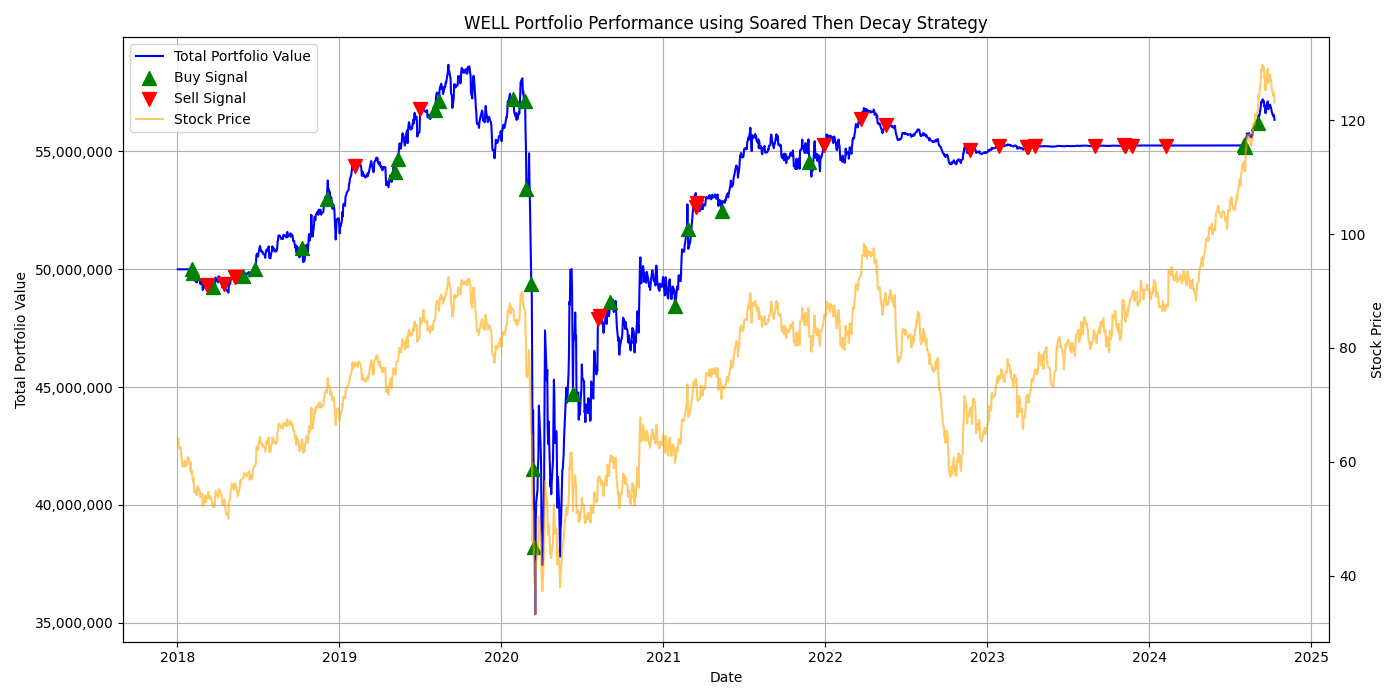 WELL Portfolio Performance using Soared Then Decay Strategy
Total Portfolio Value
Buy Signal
Sell Signal
Stock Price
55,000,000
50,000,000
45,000,000
40,000,000
35,000,000
Total Portfolio Value
120
100
80
60
40
Stock Price
2018 2019 2020 2021 2022 2023 2024 2025
Date